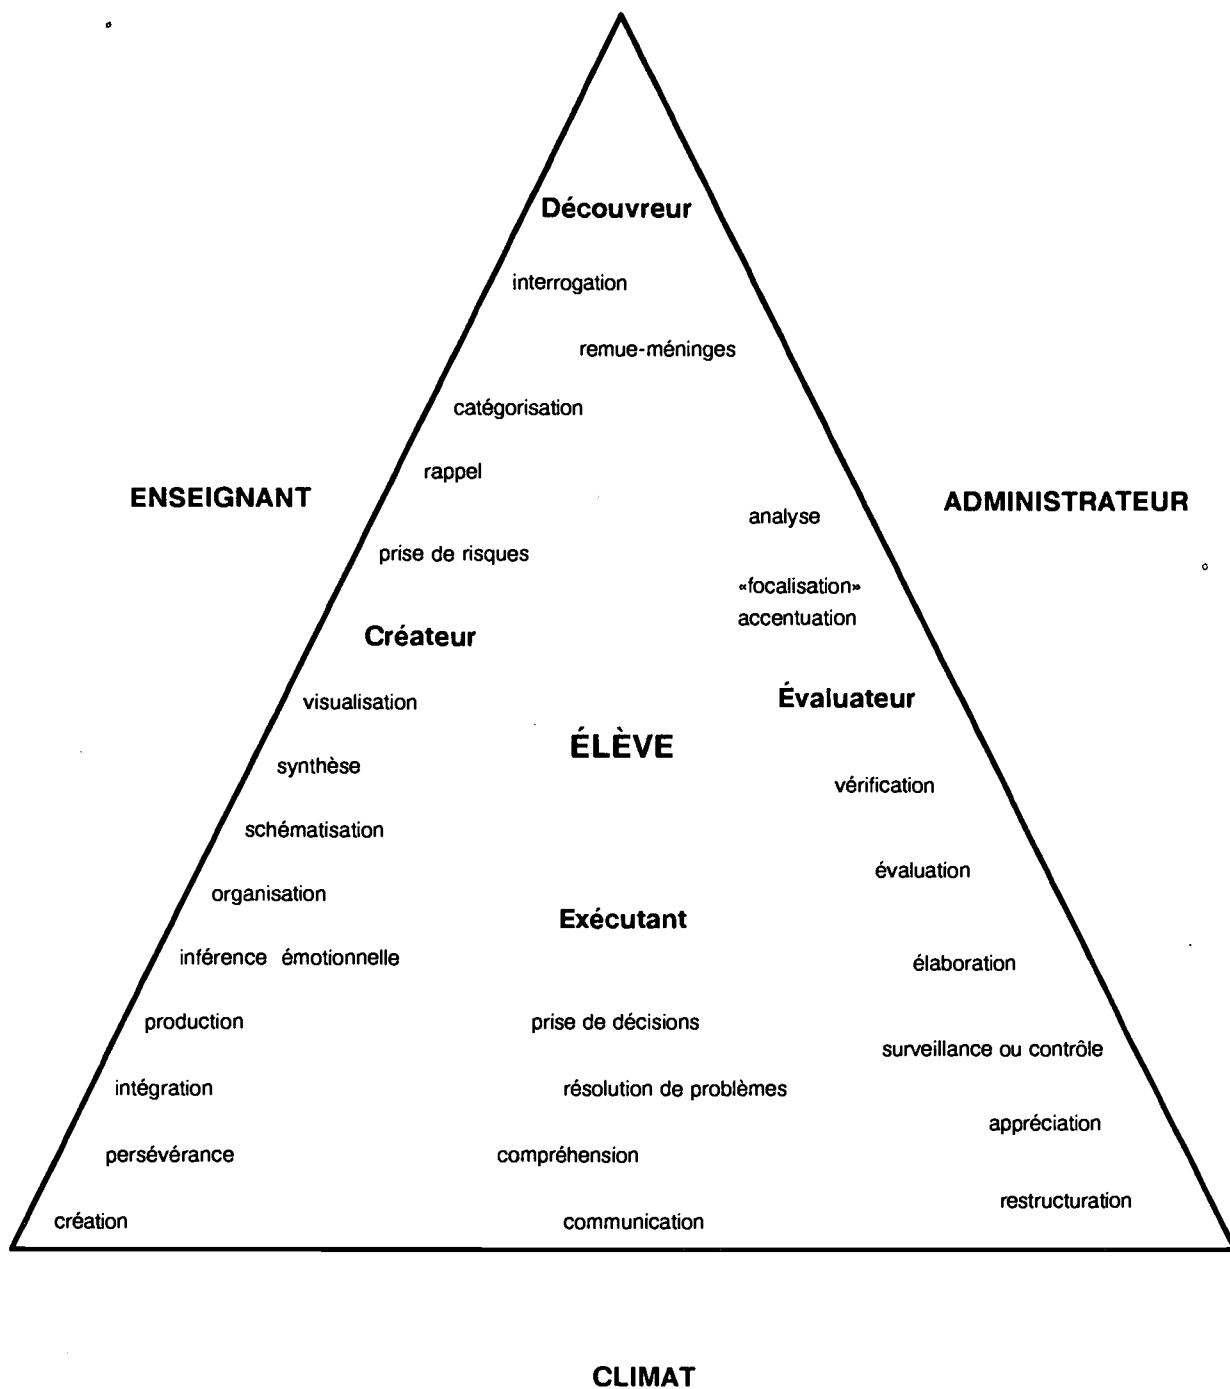 Découvreur
interrogation
remue-méninges
catégorisation
rappel
ENSEIGNANT
ADMINISTRATEUR
analyse
prise de risques
«focalisation»
accentuation
Créateur
Évaluateur
visualisation
ÉLÈVE
synthèse
vérification
schématisation
évaluation
organisation
Exécutant
inférence émotionnelle
élaboration
production
prise de décisions
surveillance ou contrôle
intégration
résolution de problèmes
appréciation
persévérance
compréhension
restructuration
création
communication
CLIMAT